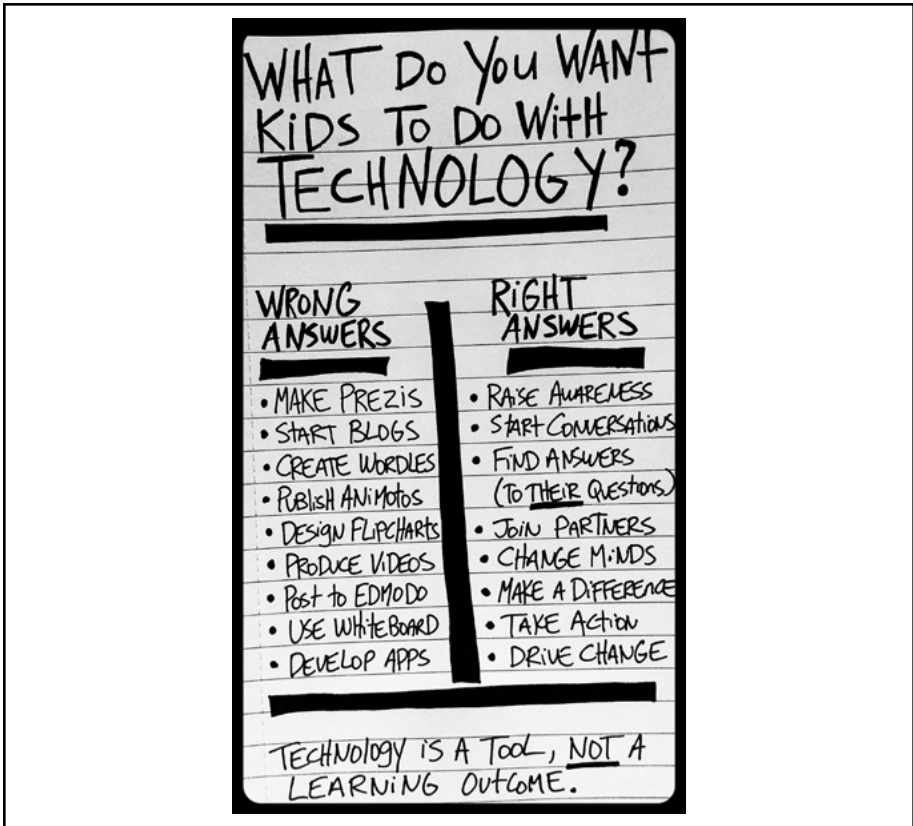 WHAT DO YOU WANT
KiDS TO DO WiTH
TECHNOLOGY?
WRONG
ANSWERS
• MAKE PREZiS
• START BLOGS
• CREATE WORDLES
• PUBLiSH ANiMOTOS
• DESiGN FLiPCHARTS
• PRODUCE ViDEOS
• POST TO EDMODO
• USE WHiTEBOARD
• DEVELOP APPS
RiGHT
ANSWERS
• RAiSE AWARENESS
• START CONVERSATiONS
• FiND ANSWERS
(TO THEiR QUESTiONS)
• JOiN PARTNERS
• CHANGE MiNDS
• MAKE A DiFFERENCE
• TAKE ACTiON
• DRiVE CHANGE
TECHNOLOGY iS A TOOL, NOT A
LEARNiNG OUTCOME.